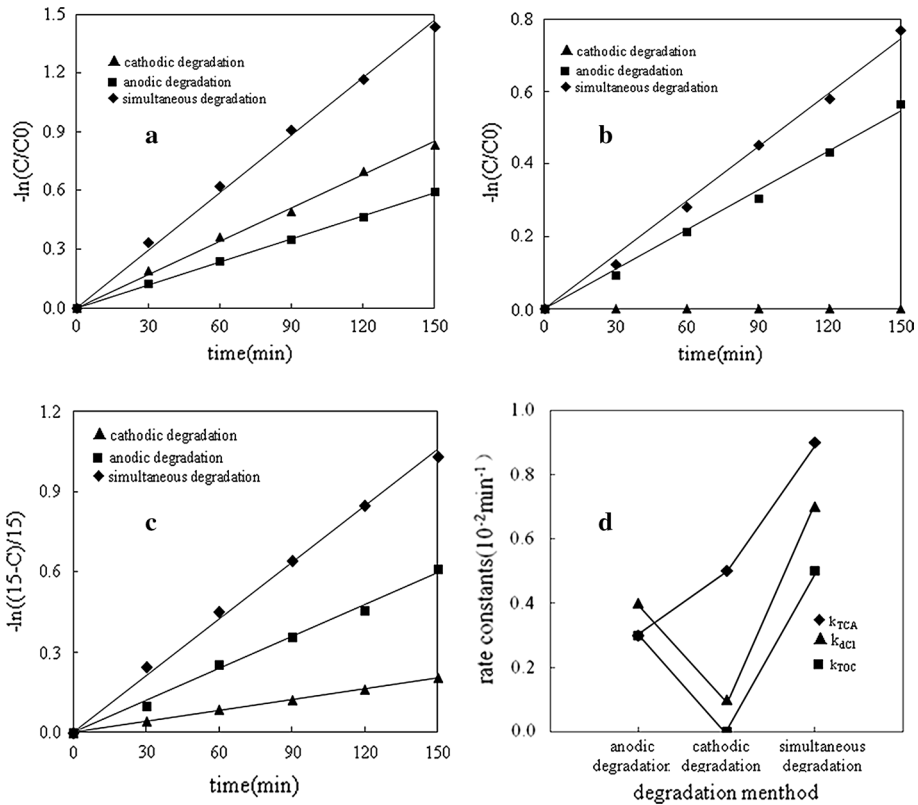 1.5
1.2
0.9
0.6
0.3
0.0
-ln(C/C0)
cathodic degradation
anodic degradation
simultaneous degradation
a
0 30 60 90 120 150
time(min)
0.8
0.6
0.4
0.2
0.0
-ln(C/C0)
cathodic degradation
anodic degradation
simultaneous degradation
b
0 30 60 90 120 150
time(min)
1.2
0.9
0.6
0.3
0.0
-ln((15-C)/15)
cathodic degradation
anodic degradation
simultaneous degradation
c
0 30 60 90 120 150
time(min)
1.0
0.8
0.6
0.4
0.2
0.0
rate constants(10⁻²min⁻¹)
d
kTCA
kdCl
kTOC
anodic cathodic simultaneous
degradation degradation degradation
degradation menthod